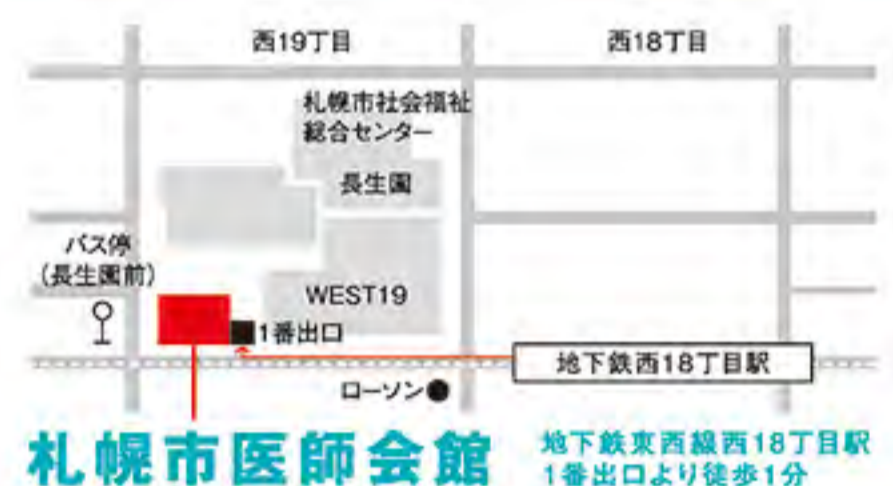 西19丁目
西18丁目
札幌市社会福祉
総合センター
長生園
バス停
(長生園前)
WEST19
1番出口
地下鉄西18丁目駅
ローソン
札幌市医師会館
地下鉄東西線西18丁目駅
1番出口より徒歩1分